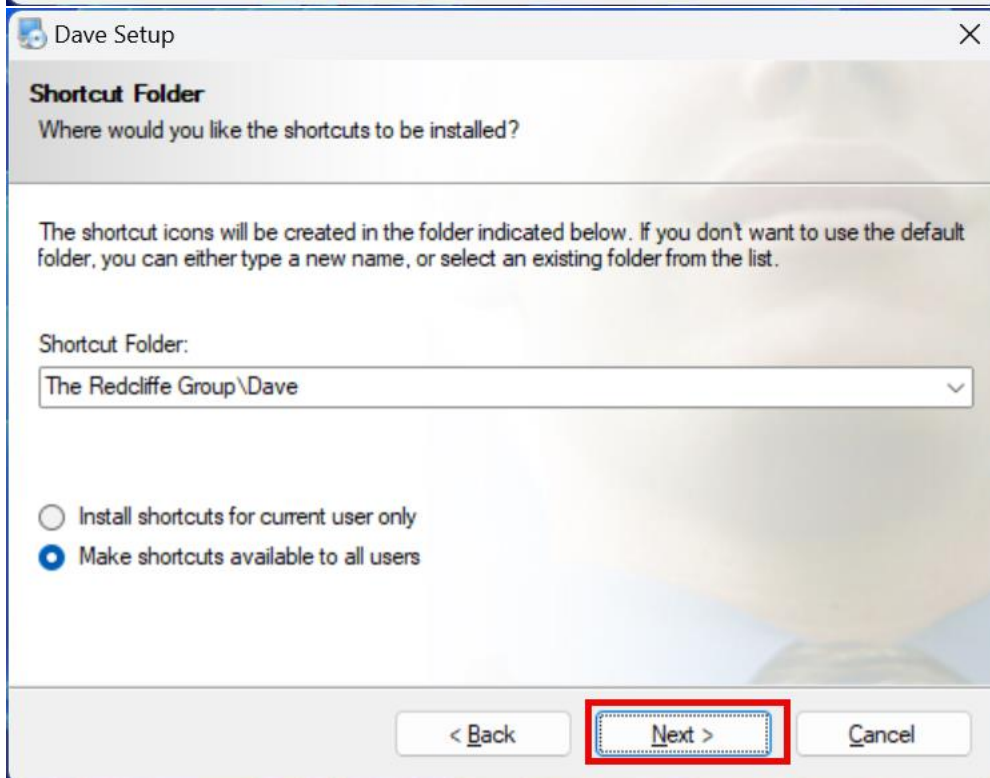 Dave Setup
Shortcut Folder
Where would you like the shortcuts to be installed?
The shortcut icons will be created in the folder indicated below. If you don't want to use the default
folder, you can either type a new name, or select an existing folder from the list.
Shortcut Folder:
The Redcliffe Group\Dave
Install shortcuts for current user only
Make shortcuts available to all users
< Back
Next >
Cancel